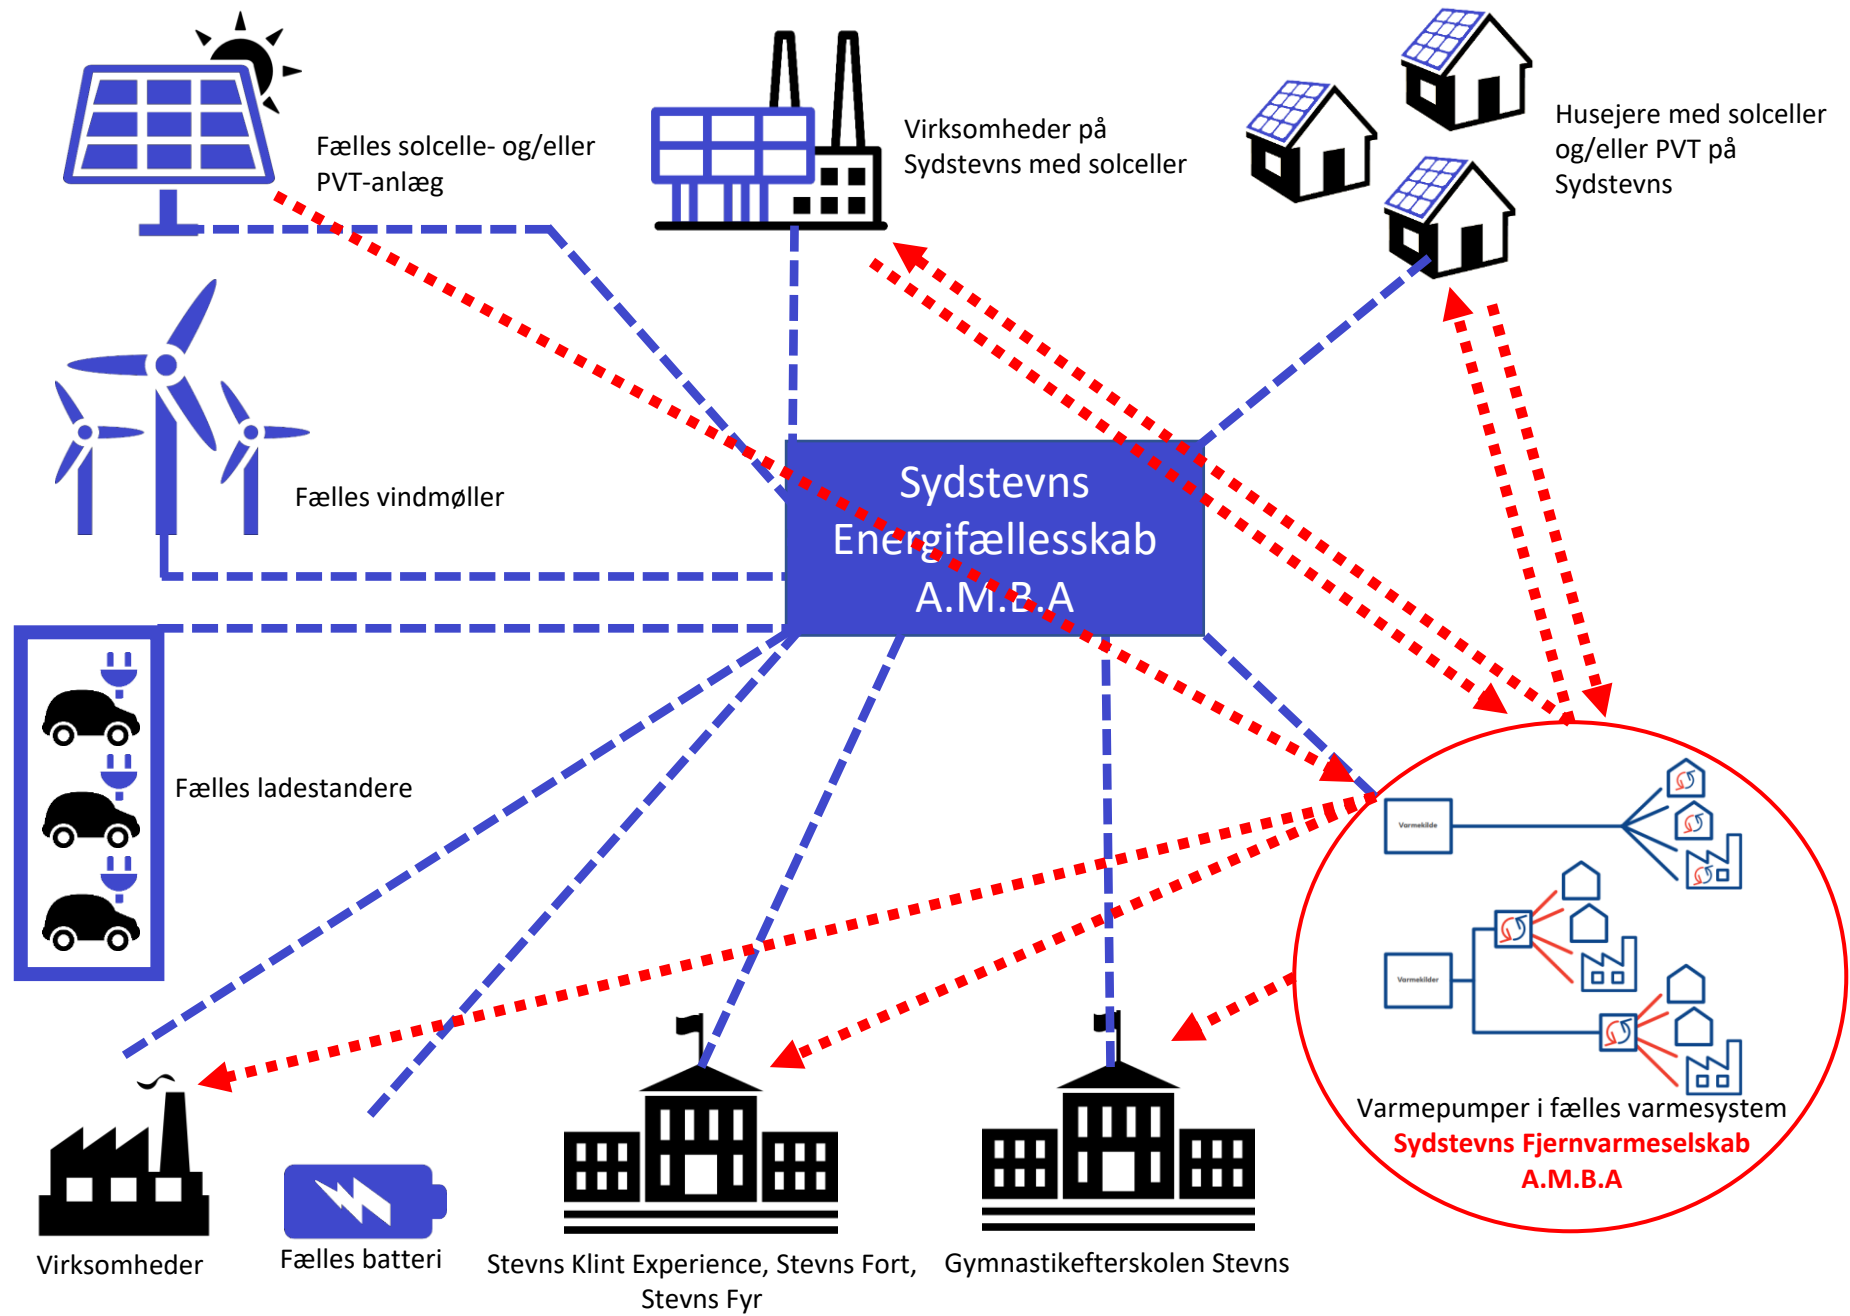 Fælles solcelle- og/eller
PVT-anlæg
Virksomheder på
Sydstevns med solceller
Husejere med solceller
og/eller PVT på
Sydstevns
Fælles vindmøller
Sydstevns
Energifællesskab
A.M.B.A
Fælles ladestandere
Varmekilde
Varmekilder
Varmepumper i fælles varmesystem
Sydstevns Fjernvarmeselskab
A.M.B.A
Virksomheder
Fælles batteri
Stevns Klint Experience, Stevns Fort,
Stevns Fyr
Gymnastikefterskolen Stevns